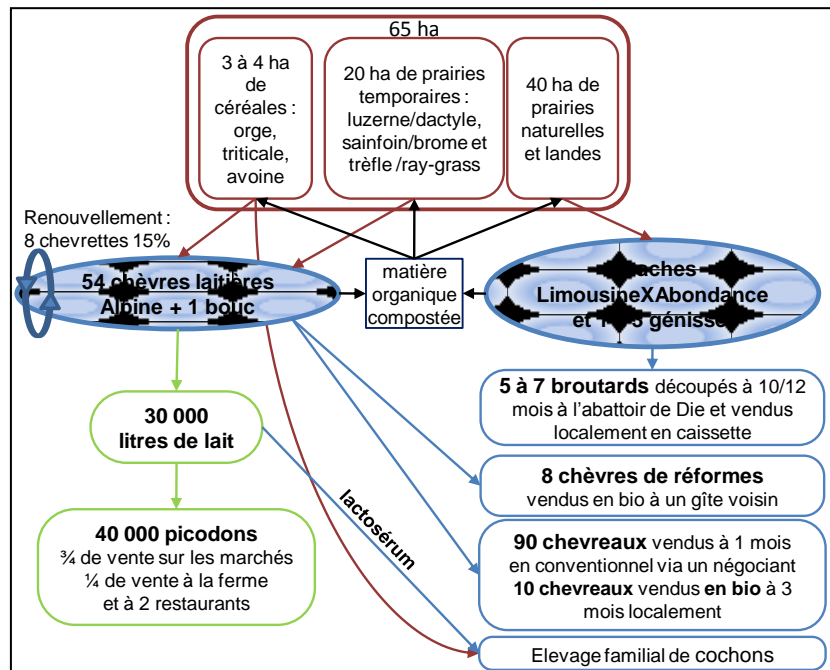 65 ha
3 à 4 ha
de
céréales :
orge,
triticale,
avoine
20 ha de prairies
temporaires :
luzerne/dactyle,
sainfoin/brome et
trèfle /ray-grass
40 ha de
prairies
naturelles
et landes
Renouvellement :
8 chevrettes 15%
54 chèvres laitières
Alpine + 1 bouc
matière
organique
compostée
LimousineXAbondance
et
5 à 7 broutards découpés à 10/12
mois à l'abattoir de Die et vendus
localement en caissette
30 000
litres de lait
8 chèvres de réformes
vendus en bio à un gîte voisin
lactosérum
40 000 picodons
¾ de vente sur les marchés
¼ de vente à la ferme
et à 2 restaurants
90 chevreaux vendus à 1 mois
en conventionnel via un négociant
10 chevreaux vendus en bio à 3
mois localement
Elevage familial de cochons